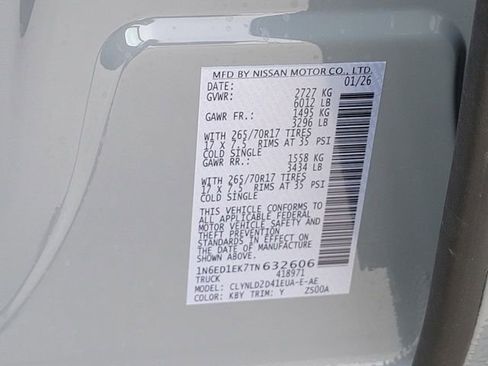 MFD BY NISSAN MOTOR CO., LTD.
DATE: 01/26
GVWR: 2727 KG
6012 LB
GAWR FR.: 1495 KG
3296 LB
WITH 265/70R17 TIRES
17 X 7.5 RIMS AT 35 PSI
COLD SINGLE
GAWR RR.: 1558 KG
3434 LB
WITH 265/70R17 TIRES
17 X 7.5 RIMS AT 35 PSI
COLD SINGLE
THIS VEHICLE CONFORMS TO
ALL APPLICABLE FEDERAL
MOTOR VEHICLE SAFETY AND
THEFT PREVENTION
STANDARDS IN EFFECT ON
THE DATE OF MANUFACTURE
SHOWN ABOVE.
1N6ED1EK7TN632606
TRUCK 418971
MODEL: CLYNLD2D41EUA-E-AE
COLOR: KBY TRIM: Y Z500A